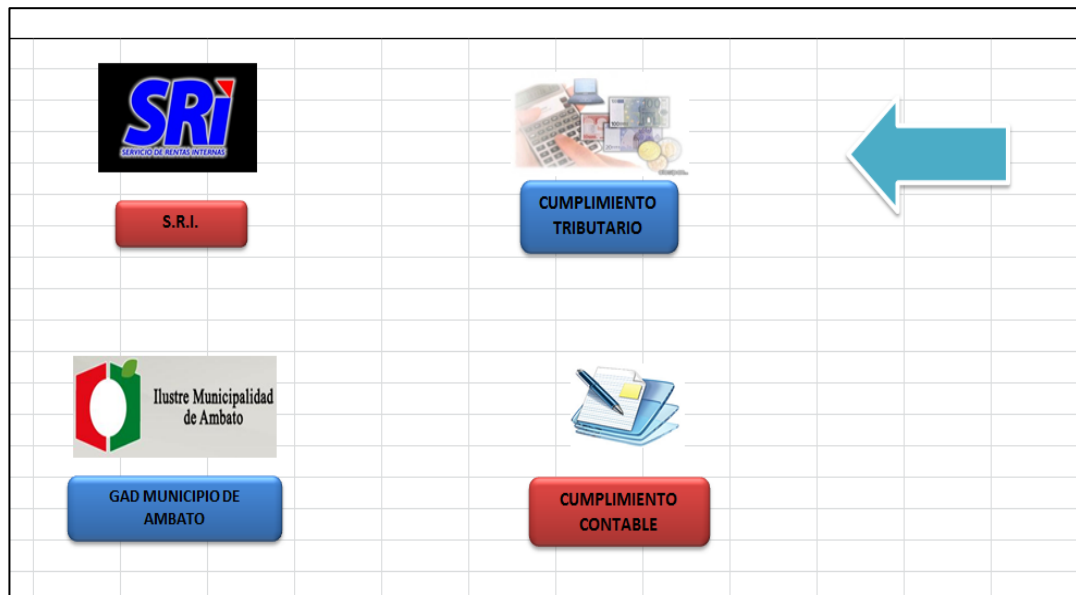 SRi
SERVICIO DE RENTAS INTERNAS
S.R.I.
CUMPLIMIENTO
TRIBUTARIO
Ilustre Municipalidad
de Ambato
GAD MUNICIPIO DE
AMBATO
CUMPLIMIENTO
CONTABLE